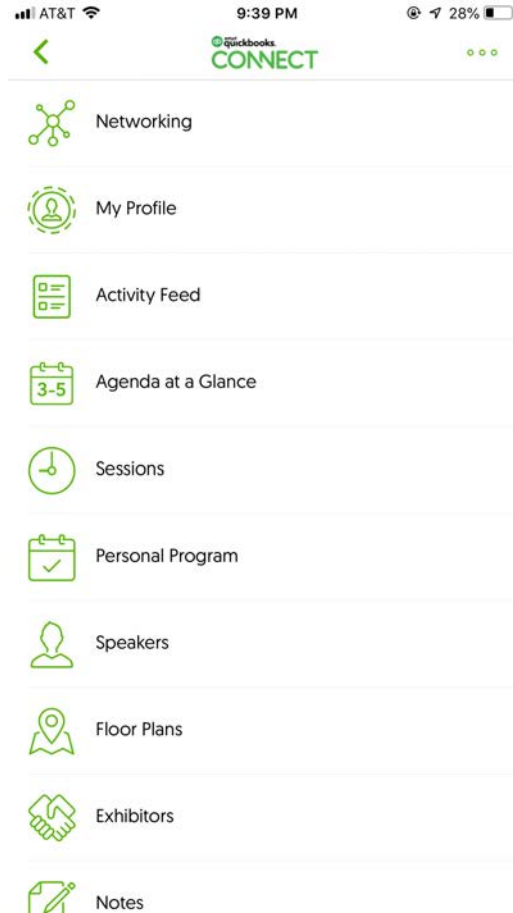 AT&T 9:39 PM 28%
intuit quickbooks.
CONNECT
Networking
My Profile
Activity Feed
3-5 Agenda at a Glance
Sessions
Personal Program
Speakers
Floor Plans
Exhibitors
Notes